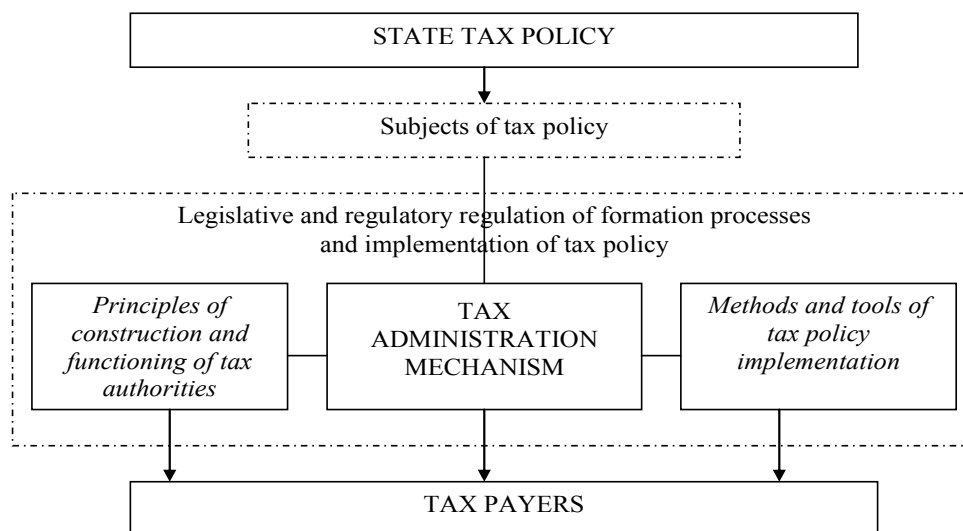 STATE TAX POLICY
Subjects of tax policy
Legislative and regulatory regulation of formation processes
and implementation of tax policy
Principles of
construction and
functioning of tax
authorities
TAX
ADMINISTRATION
MECHANISM
Methods and tools of
tax policy
implementation
TAX PAYERS